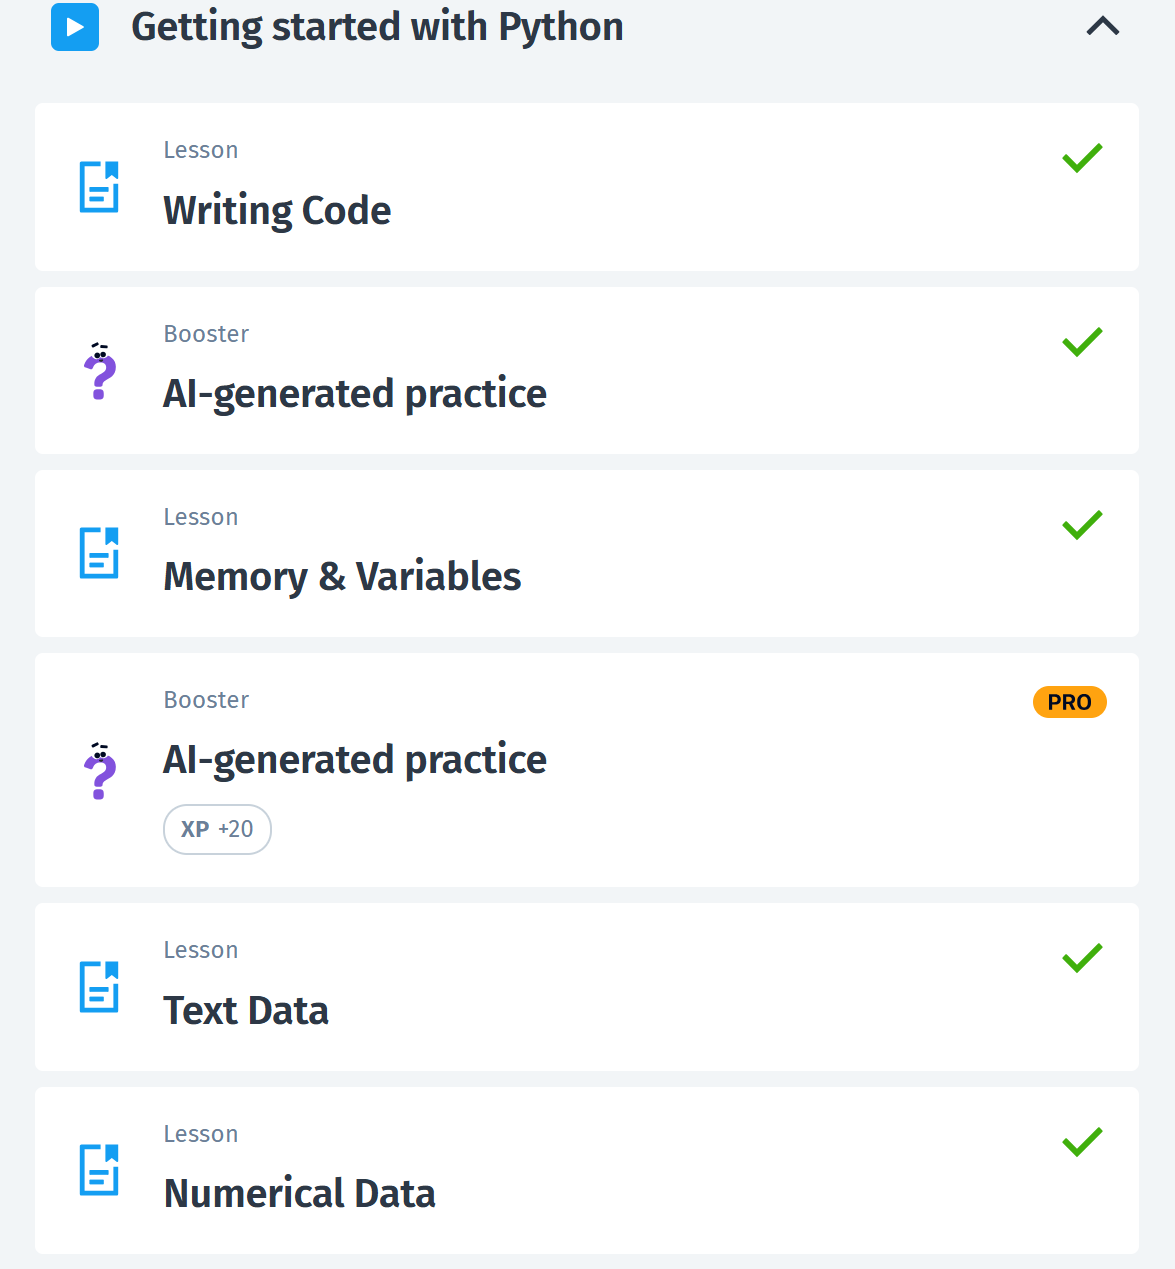 Getting started with Python
Lesson
Writing Code
Booster
AI-generated practice
Lesson
Memory & Variables
Booster
PRO
AI-generated practice
XP +20
Lesson
Text Data
Lesson
Numerical Data